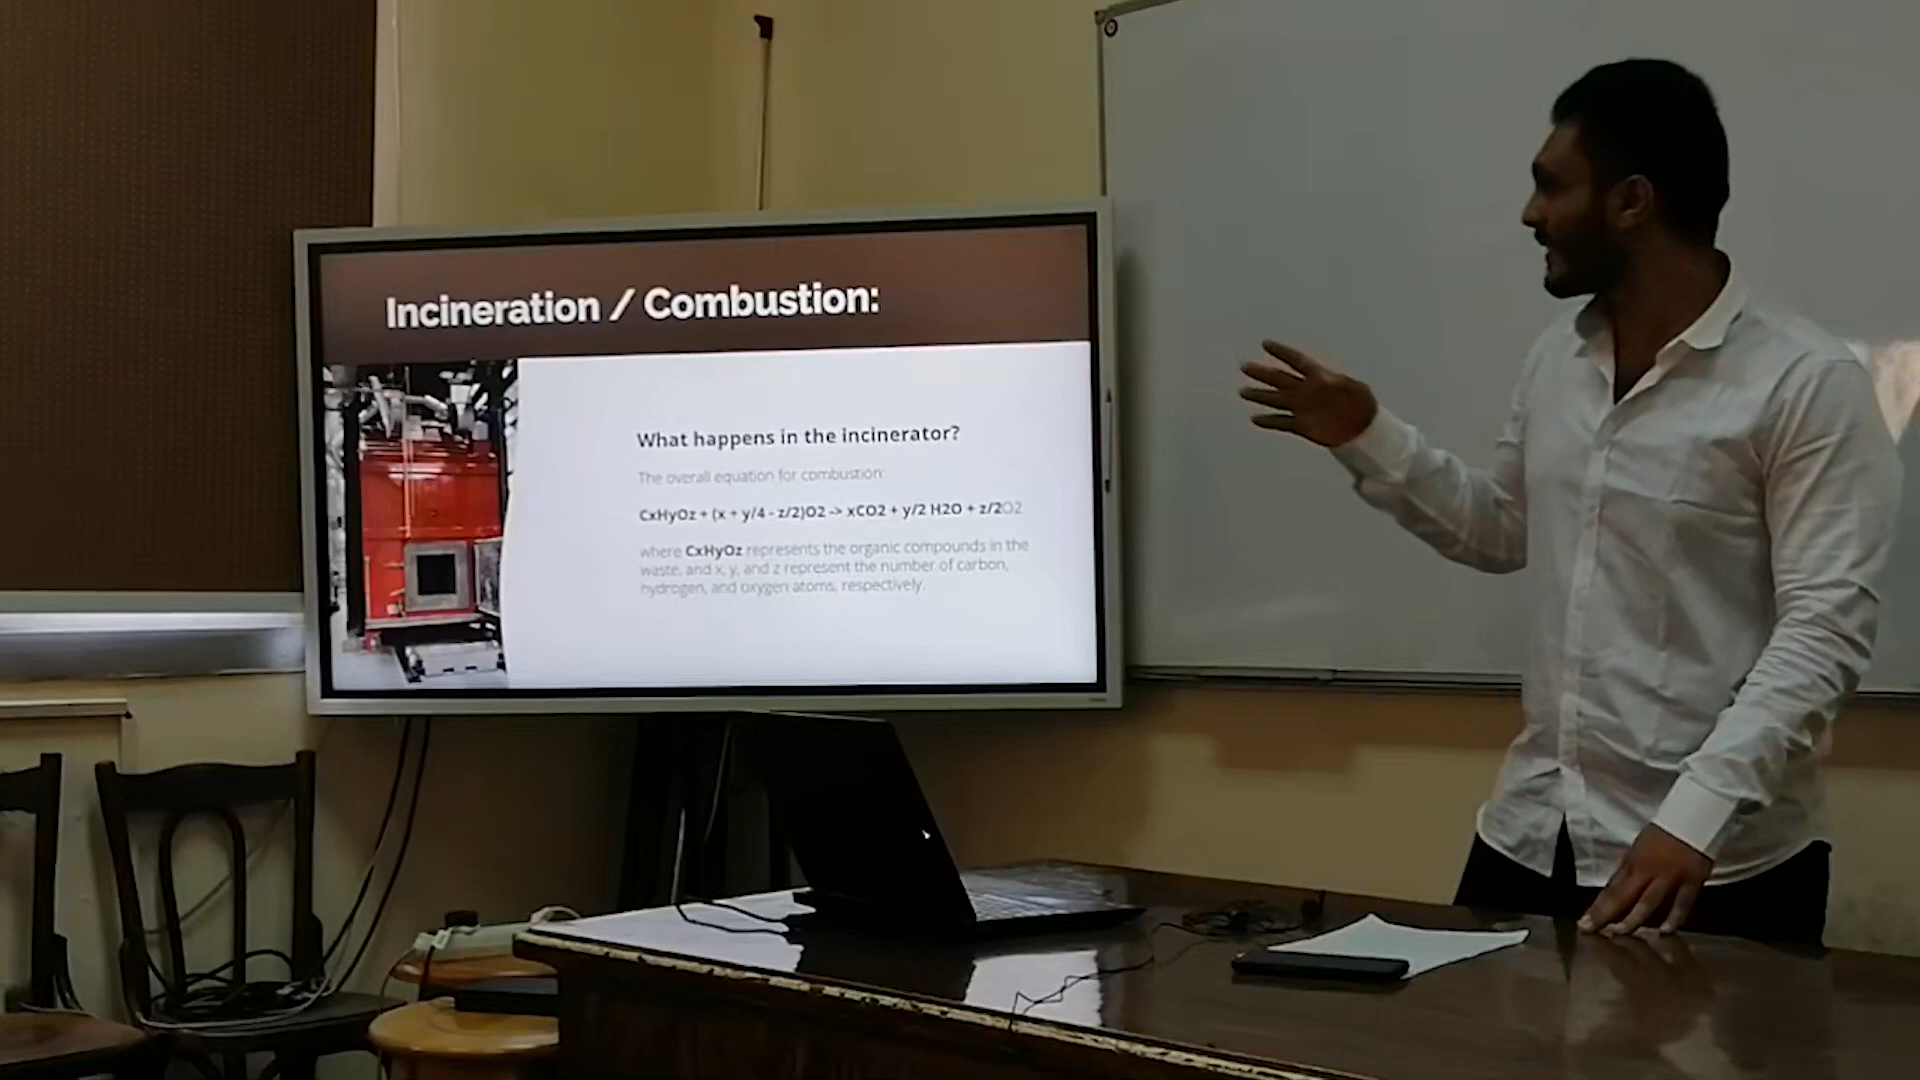 Incineration / Combustion:
What happens in the incinerator?
The overall equation for combustion:
CxHyOz + (x + y/4 - z/2)O2 -> xCO2 + y/2 H2O + z/2O2
where CxHyOz represents the organic compounds in the
waste, and x, y, and z represent the number of carbon,
hydrogen, and oxygen atoms, respectively.